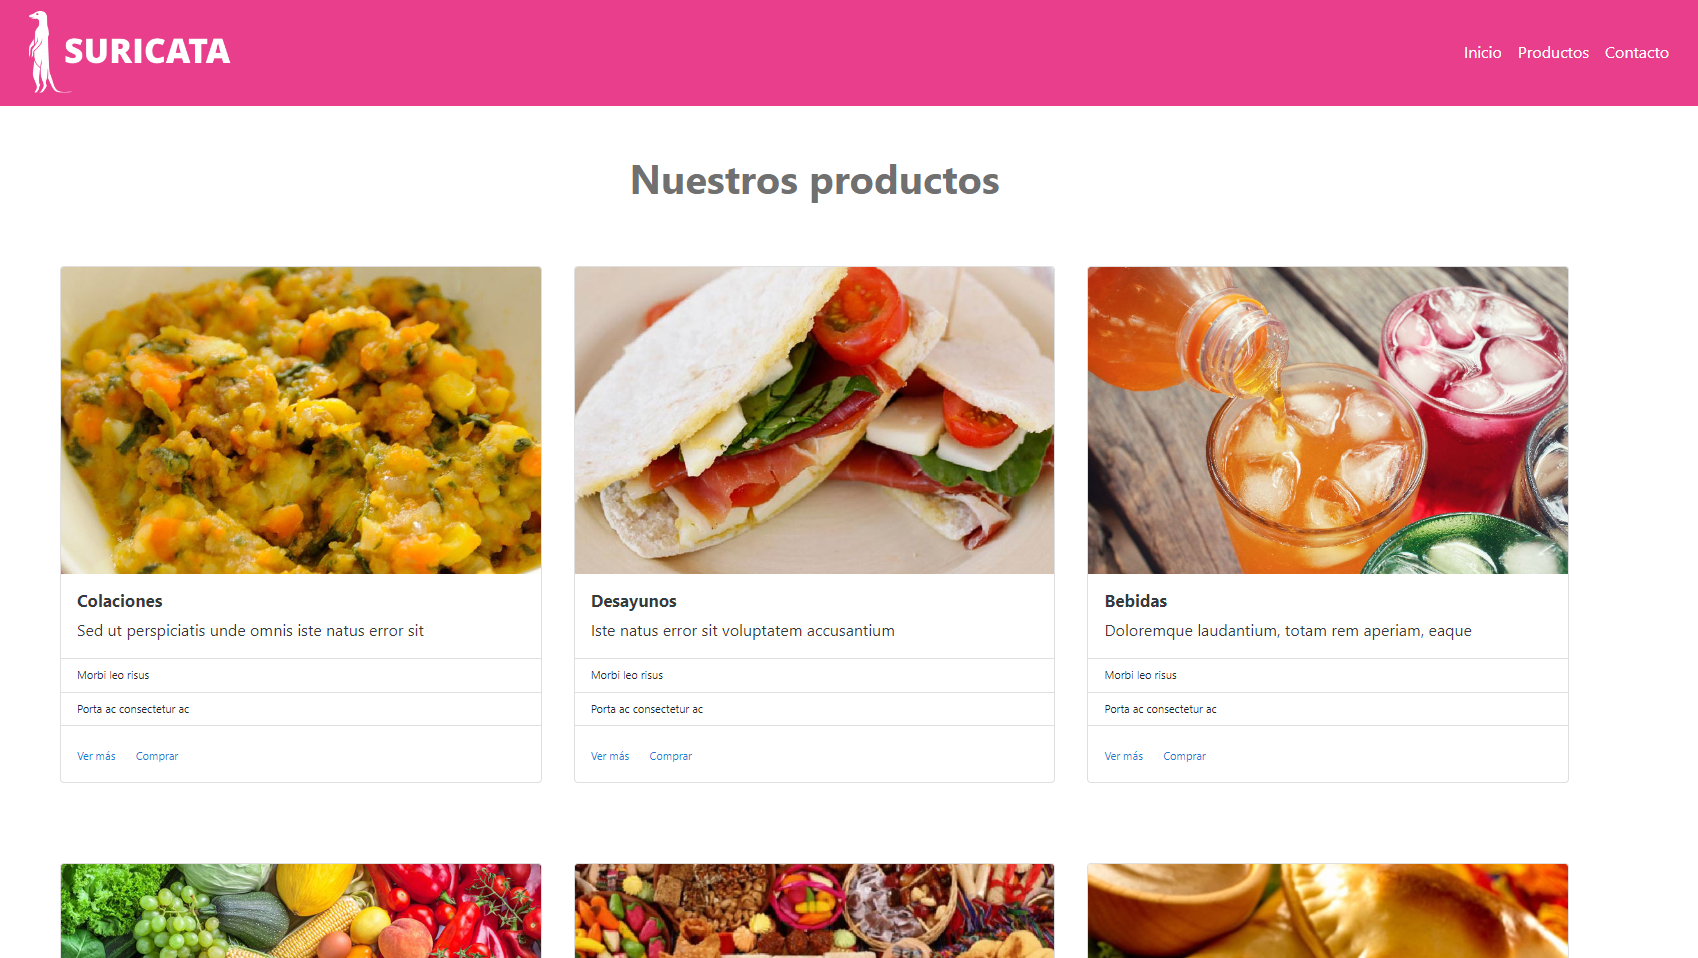 SURICATA
Inicio Productos Contacto
Nuestros productos
Colaciones
Sed ut perspiciatis unde omnis iste natus error sit
Morbi leo risus
Porta ac consectetur ac
Ver más Comprar
Desayunos
Iste natus error sit voluptatem accusantium
Morbi leo risus
Porta ac consectetur ac
Ver más Comprar
Bebidas
Doloremque laudantium, totam rem aperiam, eaque
Morbi leo risus
Porta ac consectetur ac
Ver más Comprar